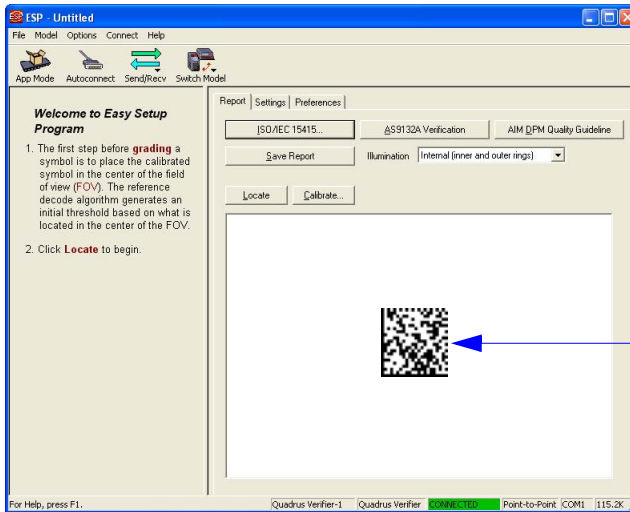 ESP - Untitled
File Model Options Connect Help
App Mode Autoconnect Send/Recv Switch Model
Welcome to Easy Setup
Program
1. The first step before grading a
symbol is to place the calibrated
symbol in the center of the field
of view (FOV). The reference
decode algorithm generates an
initial threshold based on what is
located in the center of the FOV.
2. Click Locate to begin.
Report Settings Preferences
ISO/IEC 15415... AS9132A Verification AIM DPM Quality Guideline
Save Report Illumination Internal (inner and outer rings)
Locate Calibrate...
For Help, press F1. Quadrus Verifier-1 Quadrus Verifier CONNECTED Point-to-Point COM1 115.2K